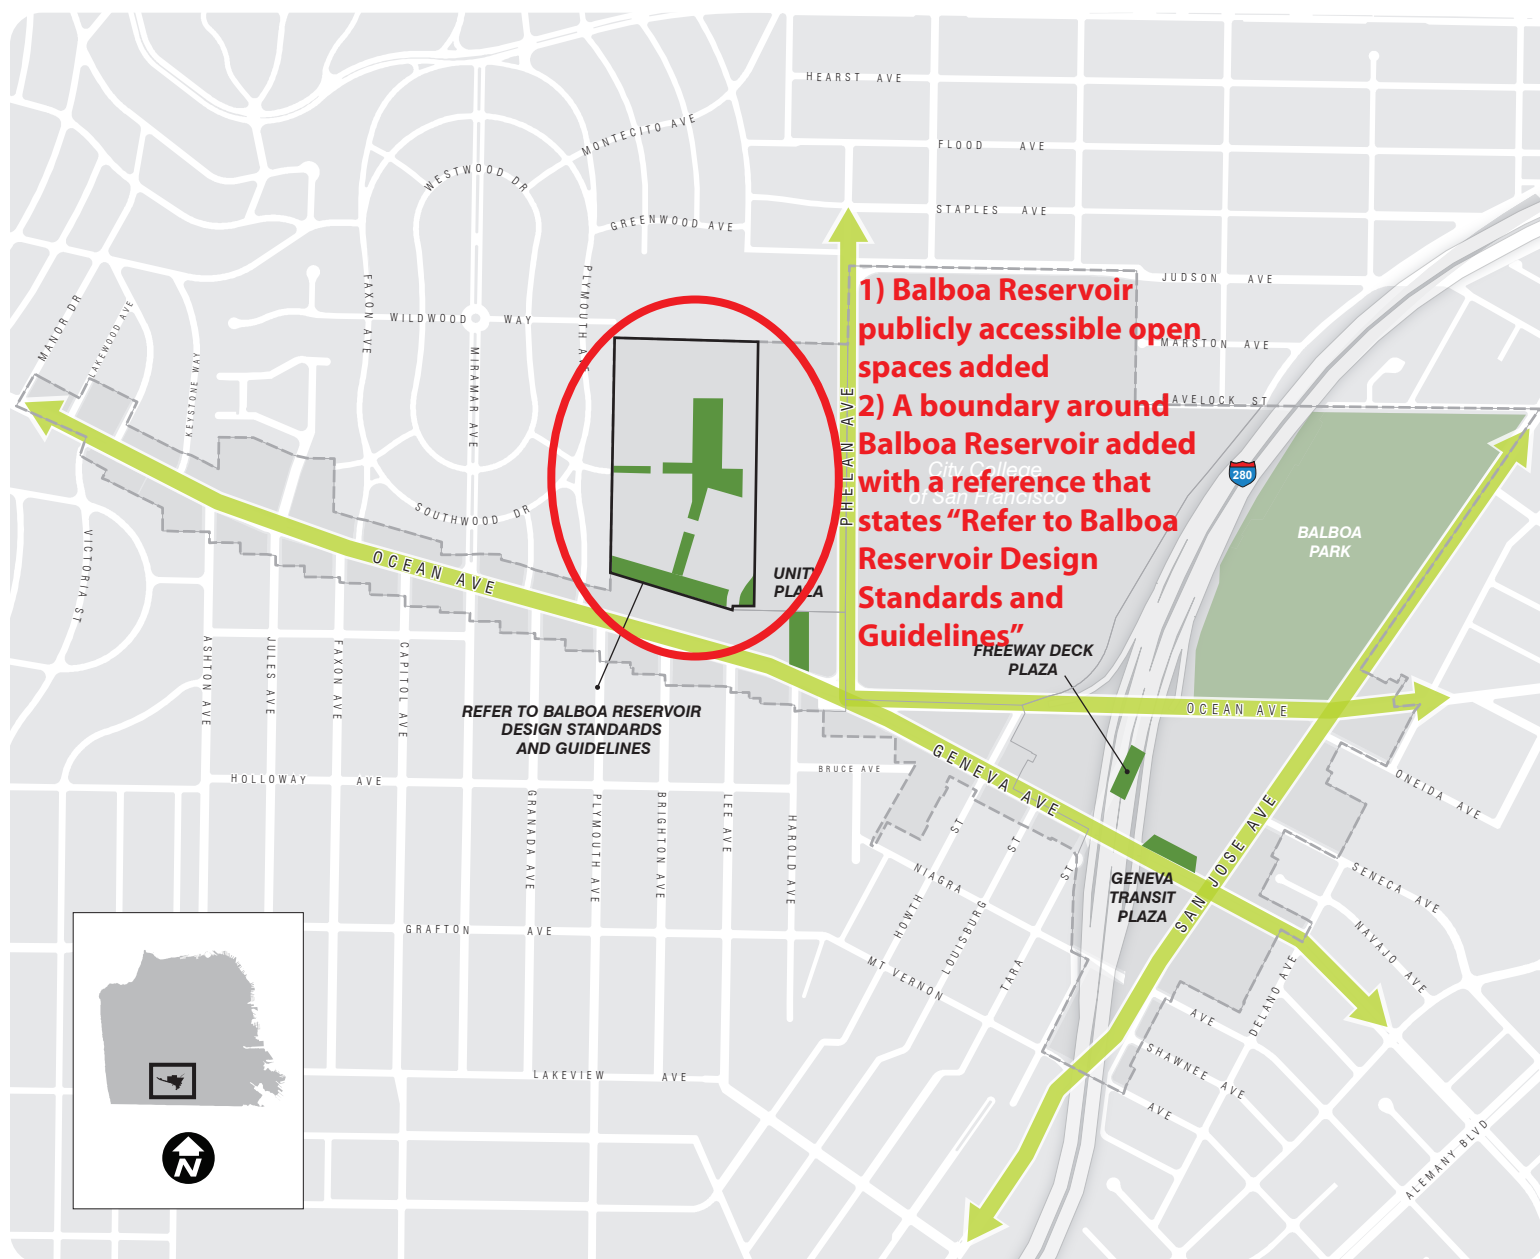 HEARST AVE
MONTECITO AVE
FLOOD AVE
WESTWOOD DR
STAPLES AVE
GREENWOOD AVE
JUDSON AVE
1) Balboa Reservoir
publicly accessible open
spaces added
2) A boundary around
Balboa Reservoir added
with a reference that
states “Refer to Balboa
Reservoir Design
Standards and
Guidelines”
MANOR DR
LAKEWOOD AVE
FAXON AVE
PLYMOUTH AVE
WILDWOOD WAY
MARSTON AVE
KEYSTONE WAY
MIRAMAR AVE
PHELAN AVE
AVELOCK ST
City College
of San Francisco
280
BALBOA
PARK
SOUTHWOOD DR
OCEAN AVE
VICTORIA ST
UNITY
PLAZA
FREEWAY DECK
PLAZA
ASHTON AVE
JULES AVE
FAXON AVE
CAPITOL AVE
REFER TO BALBOA RESERVOIR
DESIGN STANDARDS
AND GUIDELINES
OCEAN AVE
GENEVA AVE
HOLLOWAY AVE
BRUCE AVE
ONEIDA AVE
GRANADA AVE
PLYMOUTH AVE
BRIGHTON AVE
LEE AVE
HAROLD AVE
ST
ST
ST
SAN JOSE AVE
NIAGRA
GENEVA
TRANSIT
PLAZA
SENECA AVE
HOWTH
LOUISBURG
TARA
GRAFTON AVE
NAVAJO AVE
MT VERNON
DELANO AVE
AVE
SHAWNEE AVE
LAKEVIEW AVE
AVE
ALEMANY BLVD
N